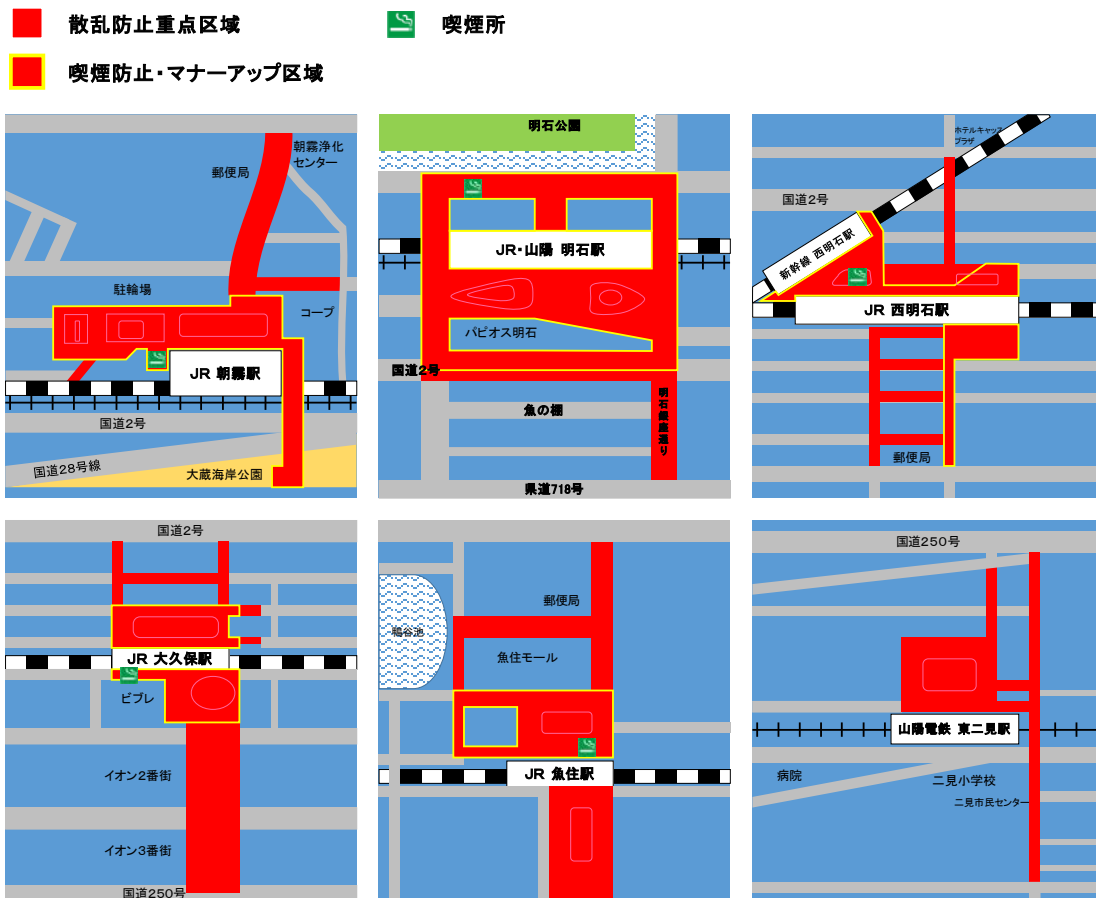 散乱防止重点区域
喫煙所
喫煙防止・マナーアップ区域
朝霧浄化
センター
郵便局
駐輪場
コープ
JR 朝霧駅
国道2号
国道28号線
大蔵海岸公園
明石公園
JR・山陽 明石駅
パピオス明石
国道2号
明石銀座通り
魚の棚
県道718号
ホテルキャッスル
プラザ
国道2号
新幹線 西明石駅
JR 西明石駅
郵便局
国道2号
JR 大久保駅
ビブレ
イオン2番街
イオン3番街
国道250号
郵便局
鴨谷池
魚住モール
JR 魚住駅
国道250号
山陽電鉄 東二見駅
病院
二見小学校
二見市民センター